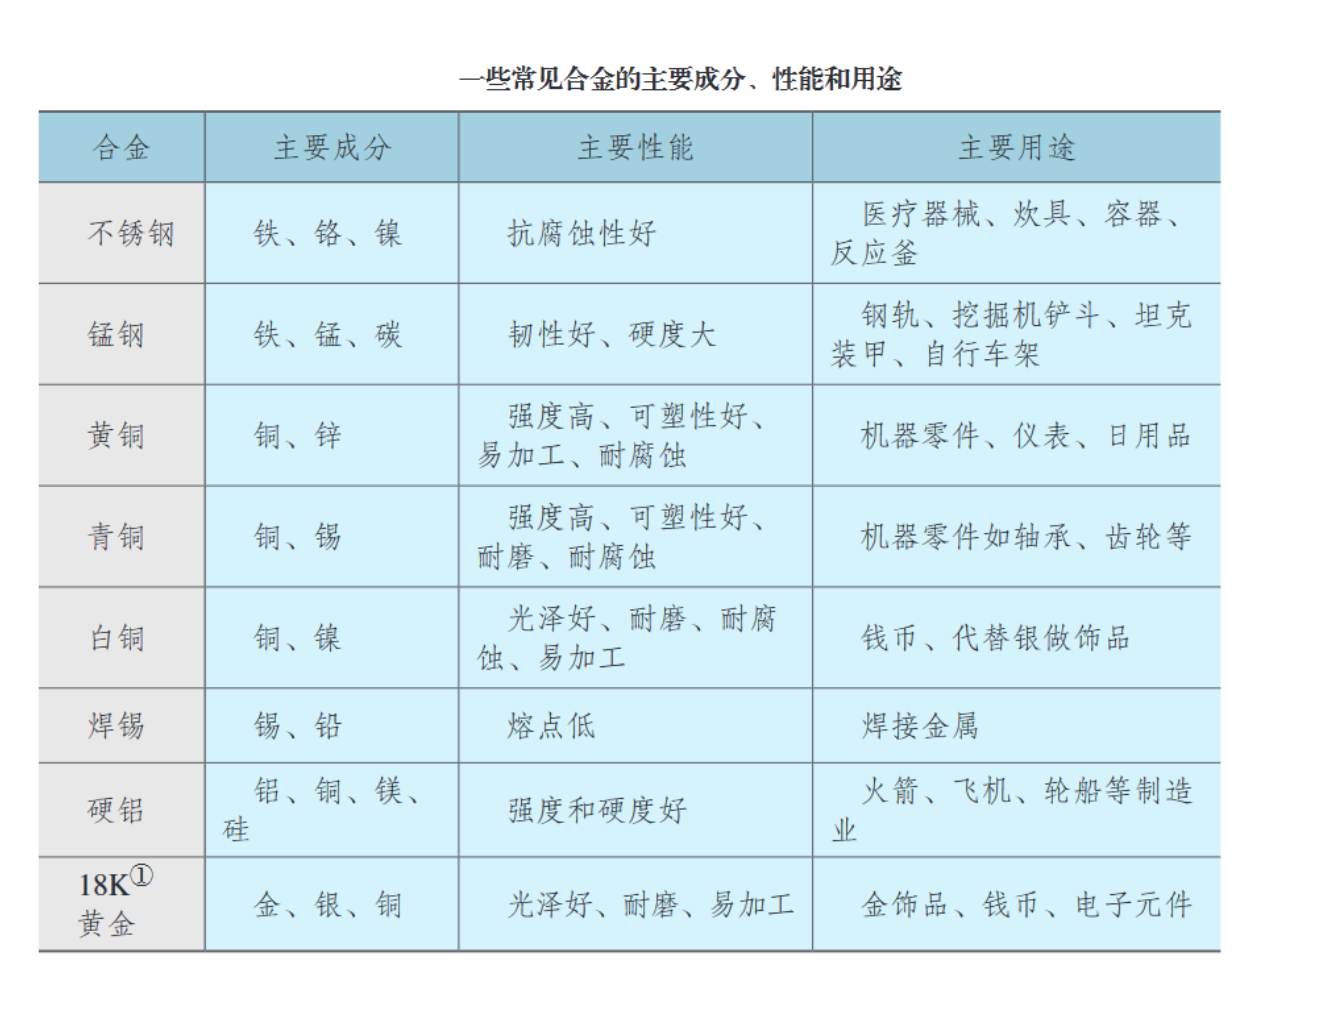 一些常见合金的主要成分、性能和用途
合金 主要成分 主要性能 主要用途
不锈钢 铁、铬、镍 抗腐蚀性好 医疗器械、炊具、容器、
反应釜
锰钢 铁、锰、碳 韧性好、硬度大 钢轨、挖掘机铲斗、坦克
装甲、自行车架
黄铜 铜、锌 强度高、可塑性好、
易加工、耐腐蚀
机器零件、仪表、日用品
青铜 铜、锡 强度高、可塑性好、
耐磨、耐腐蚀
机器零件如轴承、齿轮等
白铜 铜、镍 光泽好、耐磨、耐腐
蚀、易加工
钱币、代替银做饰品
焊锡 锡、铅 熔点低 焊接金属
硬铝 铝、铜、镁、
硅
强度和硬度好 火箭、飞机、轮船等制造
业
18K①
黄金
金、银、铜 光泽好、耐磨、易加工 金饰品、钱币、电子元件